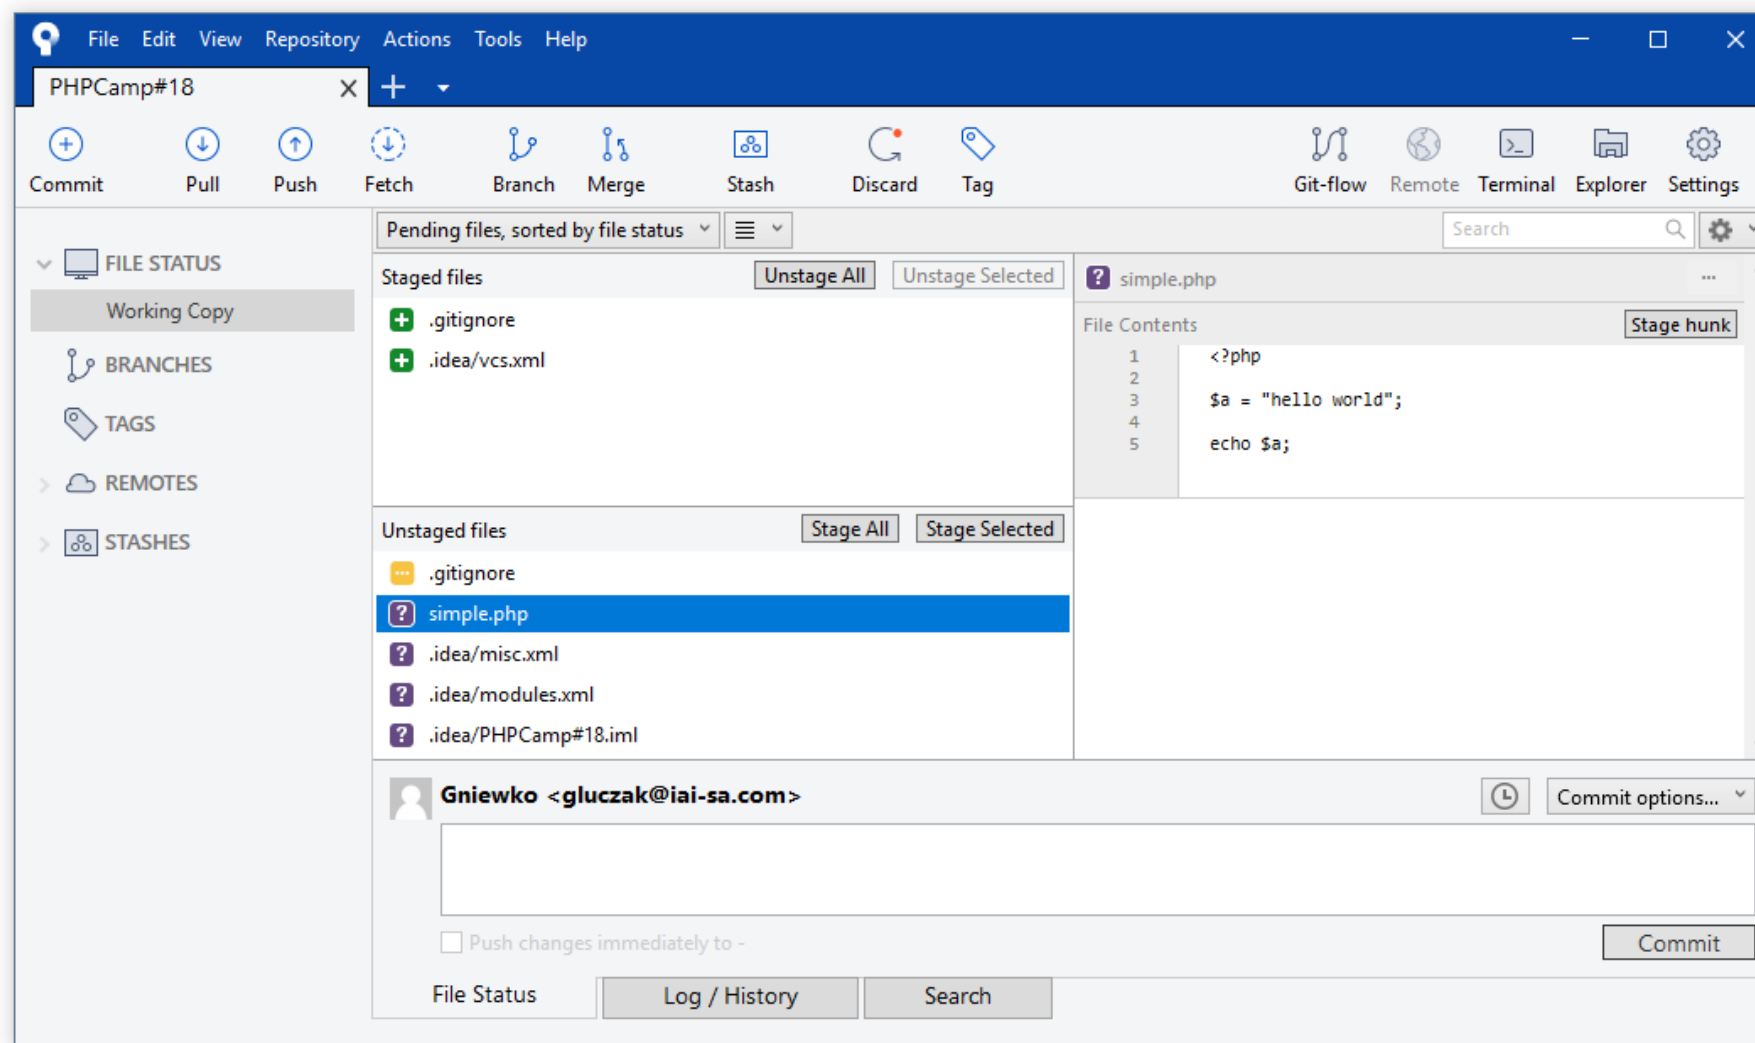 File Edit View Repository Actions Tools Help
PHPCamp#18
Commit Pull Push Fetch Branch Merge Stash Discard Tag Git-flow Remote Terminal Explorer Settings
Pending files, sorted by file status
Search
FILE STATUS
Working Copy
BRANCHES
TAGS
REMOTES
STASHES
Staged files Unstage All Unstage Selected
.gitignore
.idea/vcs.xml
Unstaged files Stage All Stage Selected
.gitignore
simple.php
.idea/misc.xml
.idea/modules.xml
.idea/PHPCamp#18.iml
simple.php ...
File Contents Stage hunk
1 <?php
2
3 $a = "hello world";
4
5 echo $a;
Gniewko <gluczak@iai-sa.com> Commit options...
Push changes immediately to - Commit
File Status Log / History Search